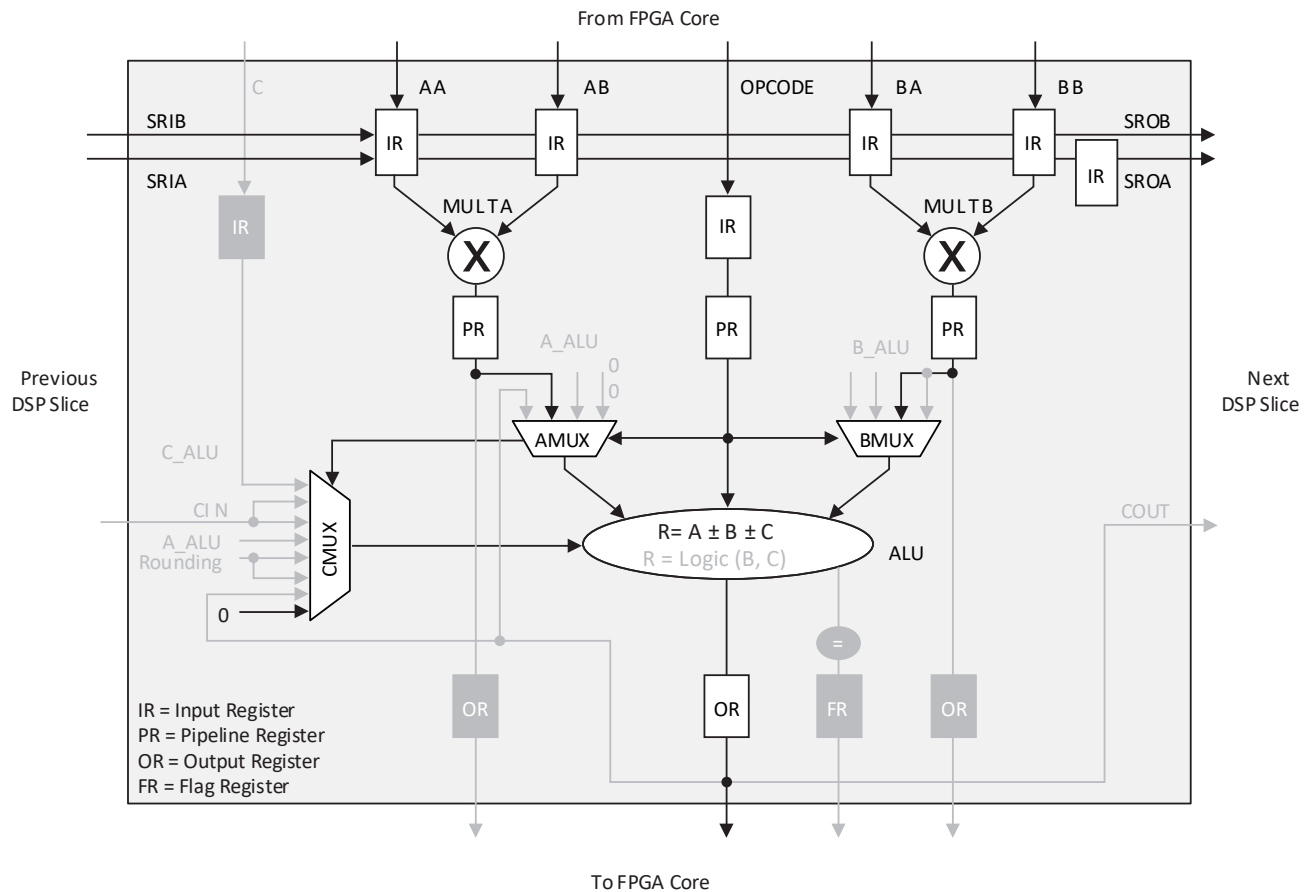 From FPGA Core
C
AA
AB
OPCODE
BA
BB
SRIB
SROB
IR
IR
IR
IR
SRIA
IR
SROA
IR
MULTA
IR
MULTB
X
X
PR
PR
PR
A_ALU
B_ALU
0
0
Previous
DSP Slice
Next
DSP Slice
AMUX
BMUX
C_ALU
CIN
COUT
A_ALU
Rounding
CMUX
R= A ± B ± C
R = Logic (B, C)
ALU
0
=
OR
OR
FR
OR
IR = Input Register
PR = Pipeline Register
OR = Output Register
FR = Flag Register
To FPGA Core